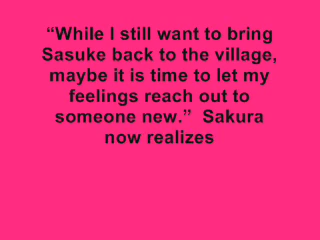 “While I still want to bring
Sasuke back to the village,
maybe it is time to let my
feelings reach out to
someone new.”  Sakura
now realizes